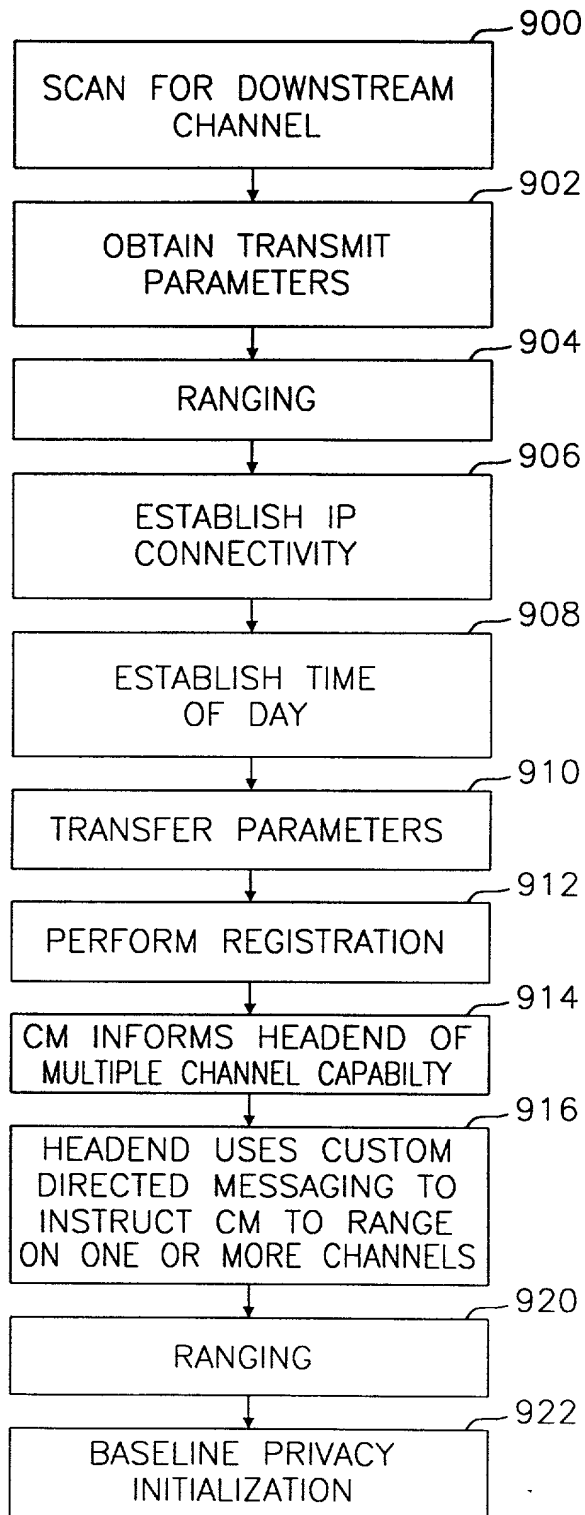 900
SCAN FOR DOWNSTREAM
CHANNEL
902
OBTAIN TRANSMIT
PARAMETERS
904
RANGING
906
ESTABLISH IP
CONNECTIVITY
908
ESTABLISH TIME
OF DAY
910
TRANSFER PARAMETERS
912
PERFORM REGISTRATION
914
CM INFORMS HEADEND OF
MULTIPLE CHANNEL CAPABILTY
916
HEADEND USES CUSTOM
DIRECTED MESSAGING TO
INSTRUCT CM TO RANGE
ON ONE OR MORE CHANNELS
920
RANGING
922
BASELINE PRIVACY
INITIALIZATION